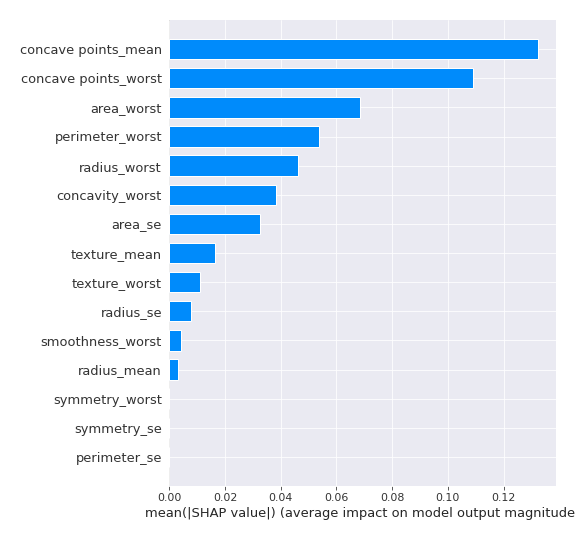 concave points_mean
concave points_worst
area_worst
perimeter_worst
radius_worst
concavity_worst
area_se
texture_mean
texture_worst
radius_se
smoothness_worst
radius_mean
symmetry_worst
symmetry_se
perimeter_se
0.00 0.02 0.04 0.06 0.08 0.10 0.12
mean(|SHAP value|) (average impact on model output magnitude